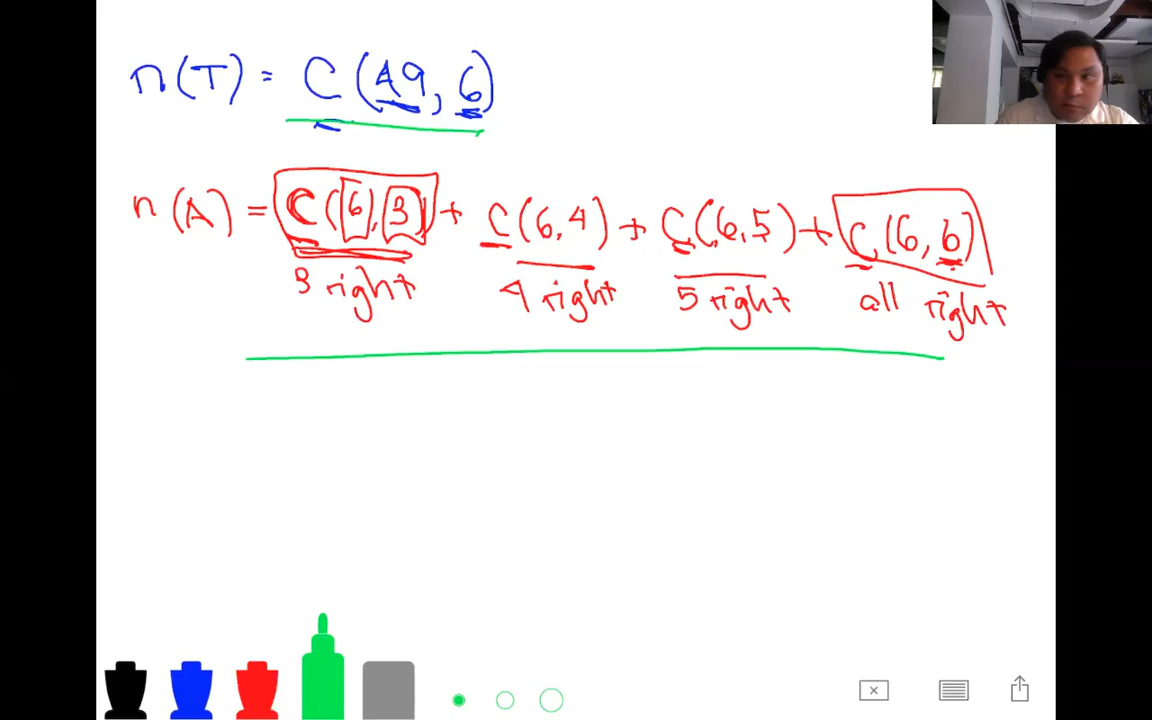 n(T) = C(49, 6)
n(A) = C(6, 3) + C(6, 4) + C(6, 5) + C(6, 6)
3 right 4 right 5 right all right